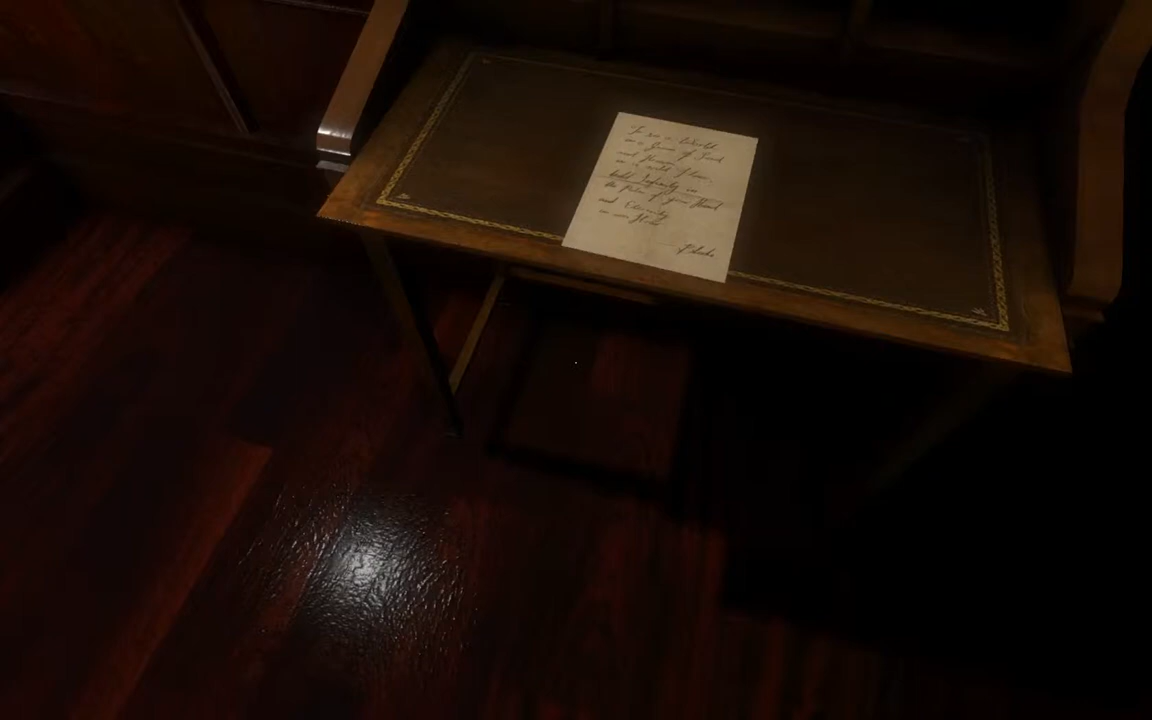 To see a World
in a Grain of Sand
and Heaven
in a wild Flower,
hold Infinity in
the Palm of your Hand
and Eternity
in an Hour
Blake